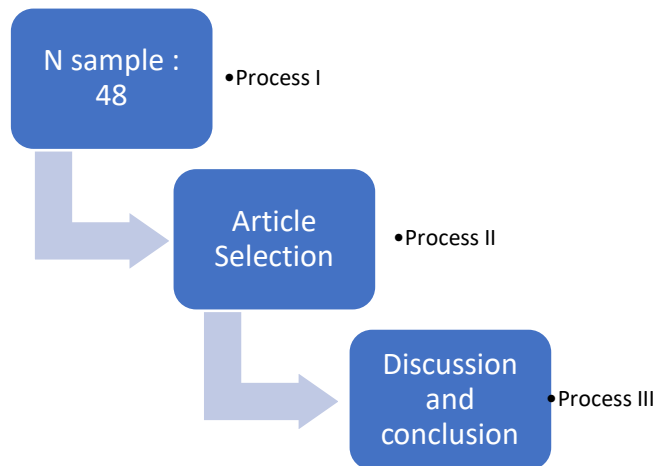 N sample :
48
•Process I
Article
Selection
•Process II
Discussion
and
conclusion
•Process III